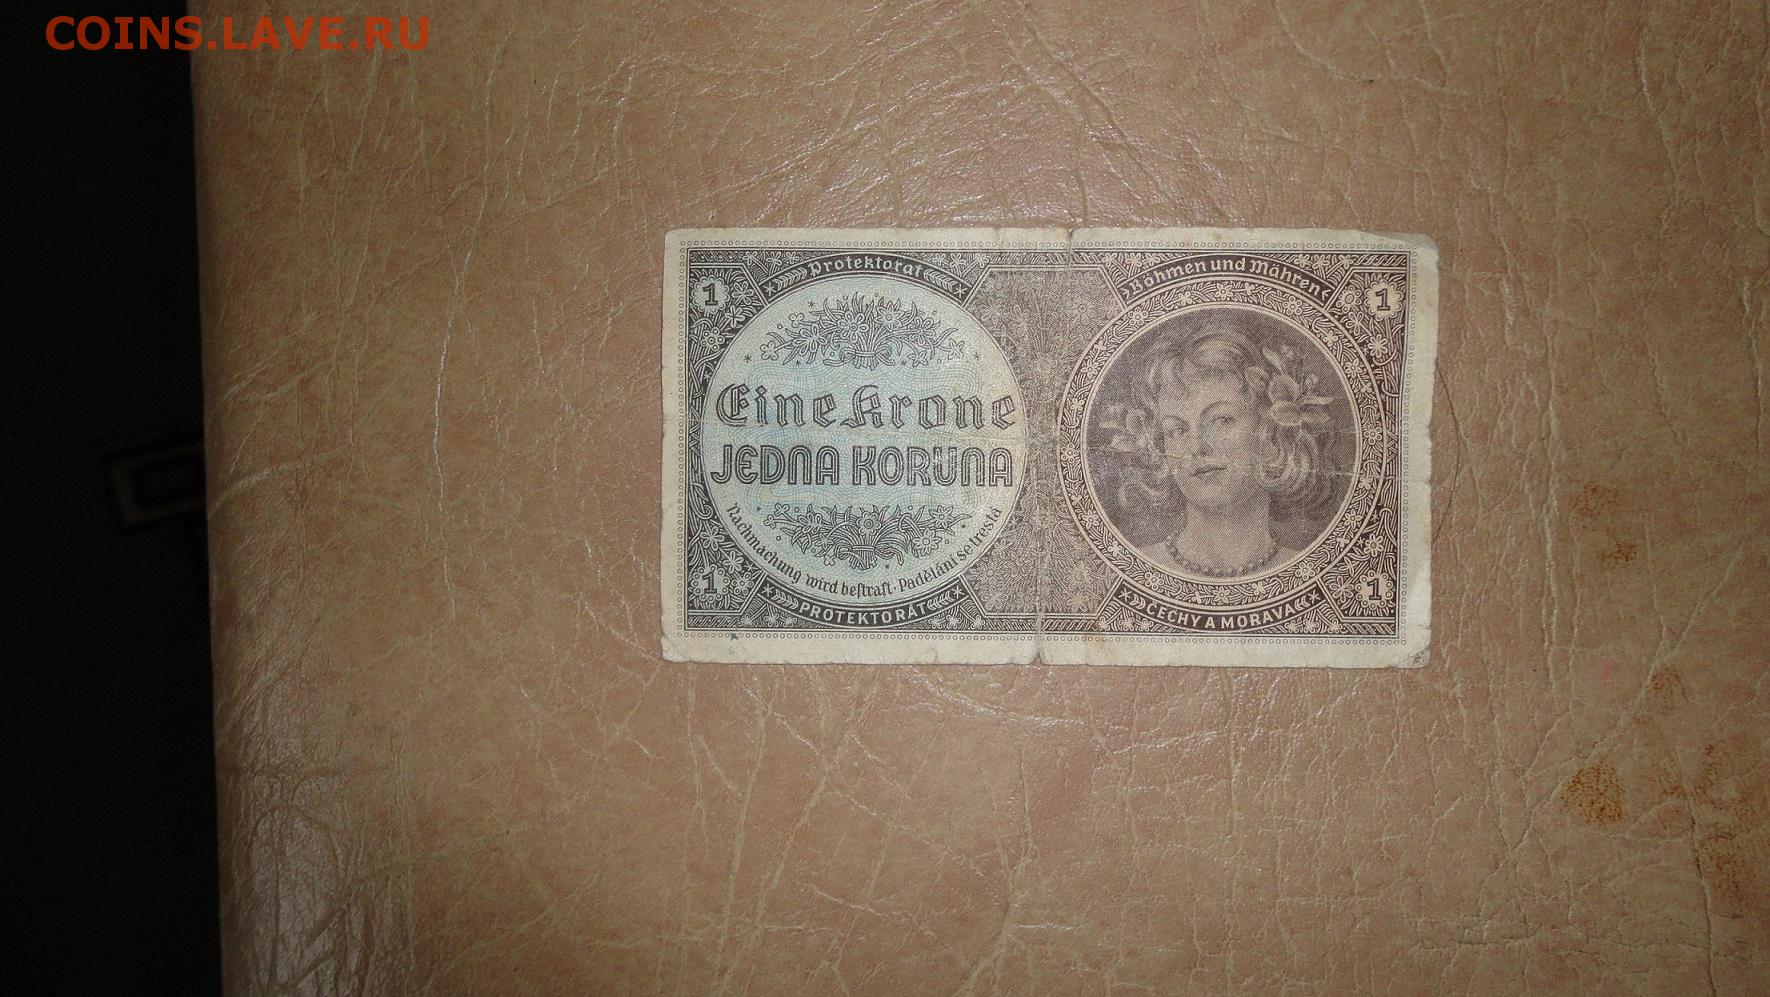 COINS.LAVE.RU
Protektorat
Böhmen und Mähren
1
1
Eine Krone
JEDNA KORUNA
Nachmachung wird bestraft · Padělání se trestá
1
1
PROTEKTORÁT
ČECHY A MORAVA